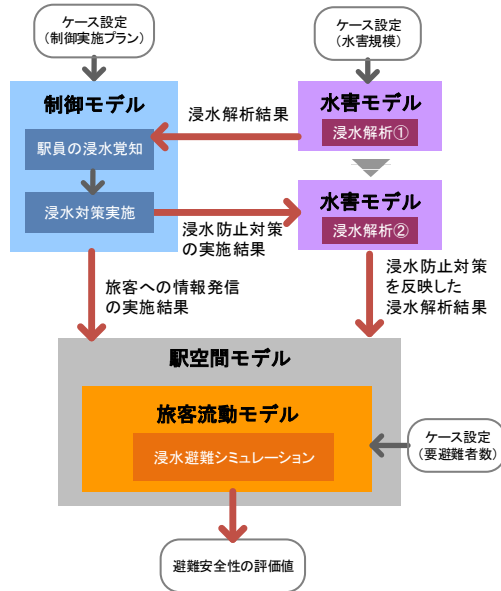 ケース設定
(制御実施プラン)
ケース設定
(水害規模)
制御モデル
駅員の浸水覚知
浸水対策実施
浸水解析結果
水害モデル
浸水解析①
浸水防止対策
の実施結果
水害モデル
浸水解析②
旅客への情報発信
の実施結果
浸水防止対策
を反映した
浸水解析結果
駅空間モデル
旅客流動モデル
浸水避難シミュレーション
ケース設定
(要避難者数)
避難安全性の評価値